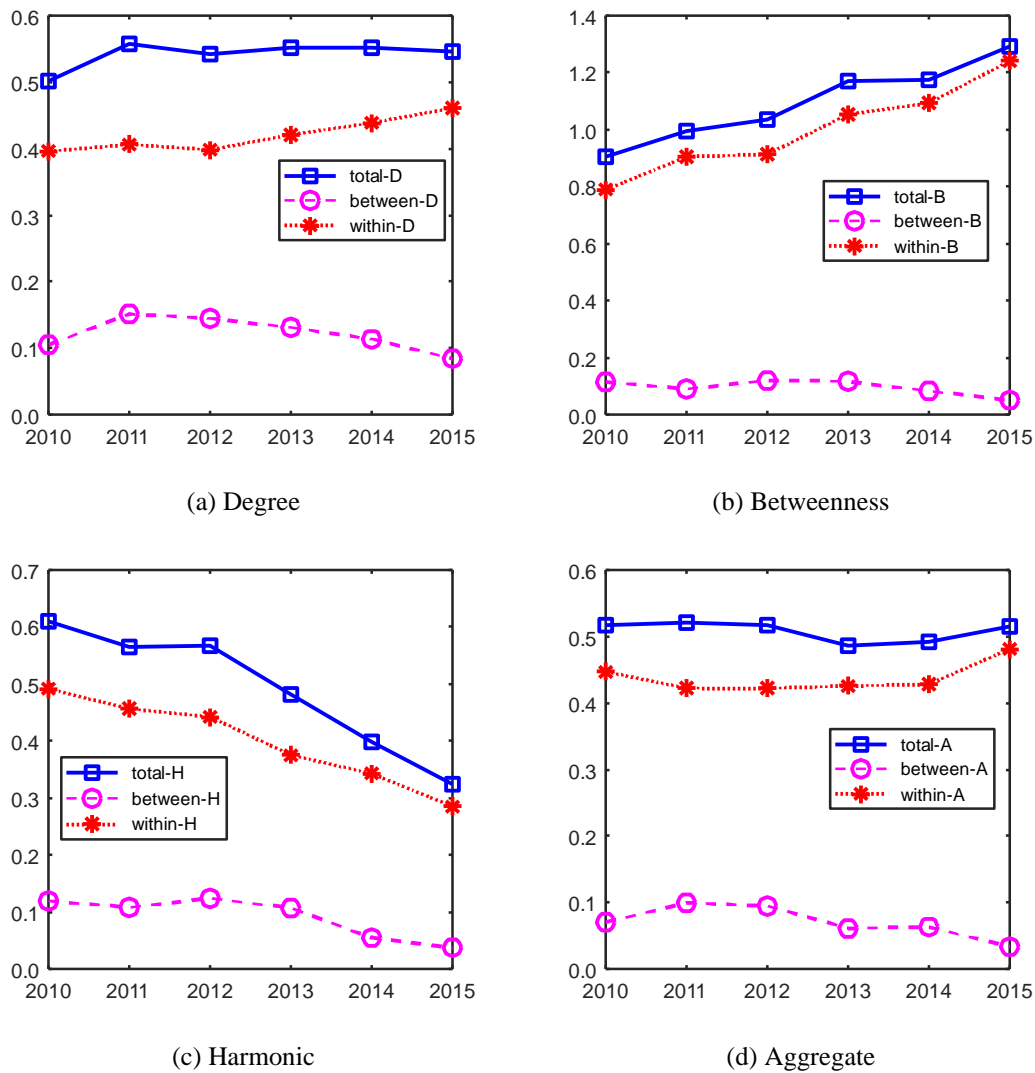 0.6
0.5
0.4
0.3
0.2
0.1
0.0
2010 2011 2012 2013 2014 2015
total-D
between-D
within-D
(a) Degree
1.4
1.2
1.0
0.8
0.6
0.4
0.2
0.0
2010 2011 2012 2013 2014 2015
total-B
between-B
within-B
(b) Betweenness
0.7
0.6
0.5
0.4
0.3
0.2
0.1
0.0
2010 2011 2012 2013 2014 2015
total-H
between-H
within-H
(c) Harmonic
0.6
0.5
0.4
0.3
0.2
0.1
0.0
2010 2011 2012 2013 2014 2015
total-A
between-A
within-A
(d) Aggregate